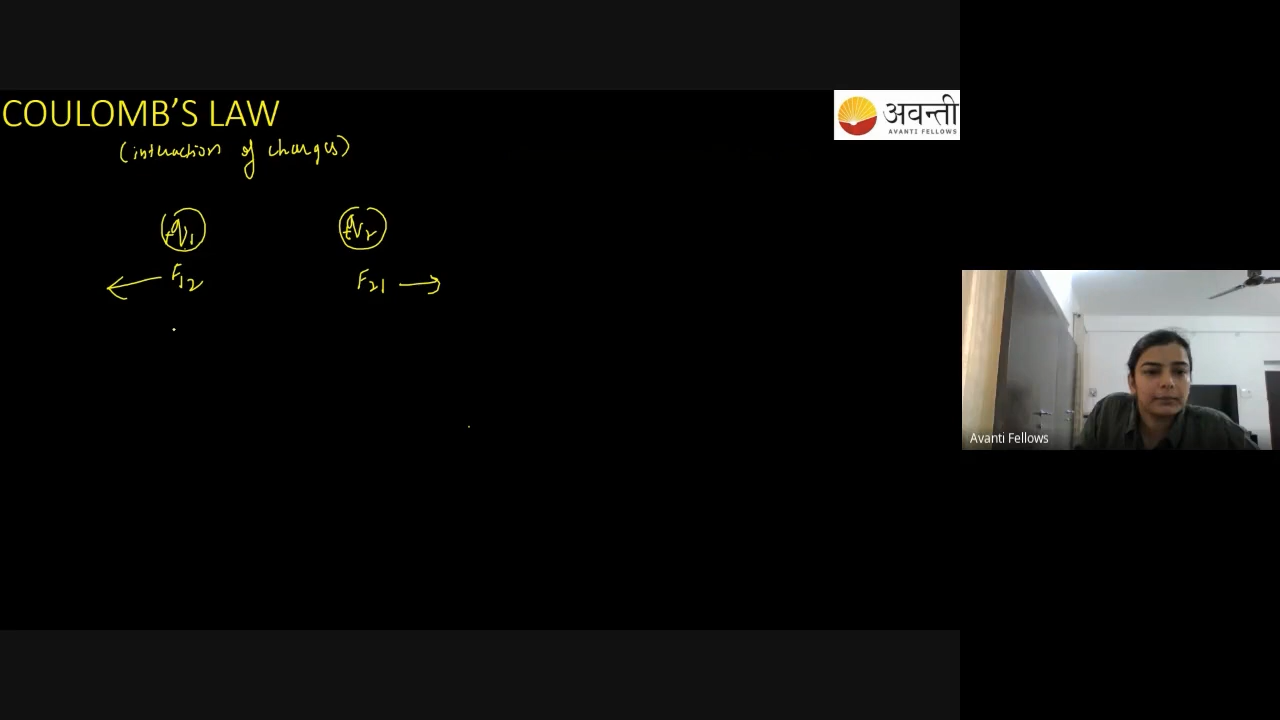 COULOMB'S LAW
अवन्ती
AVANTI FELLOWS
(interaction of charges)
+q1 +q2
F12 F21
Avanti Fellows